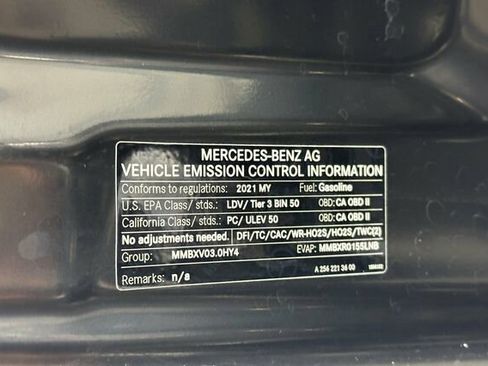 MERCEDES-BENZ AG
VEHICLE EMISSION CONTROL INFORMATION
Conforms to regulations: 2021 MY Fuel: Gasoline
U.S. EPA Class/ stds.: LDV/ Tier 3 BIN 50 OBD: CA OBD II
California Class/ stds.: PC/ ULEV 50 OBD: CA OBD II
No adjustments needed. DFI/TC/CAC/WR-HO2S/HO2S/TWC(2)
Group: MMBXV03.0HY4 EVAP: MMBXR0155LNB
Remarks: n/a A 256 221 36 00